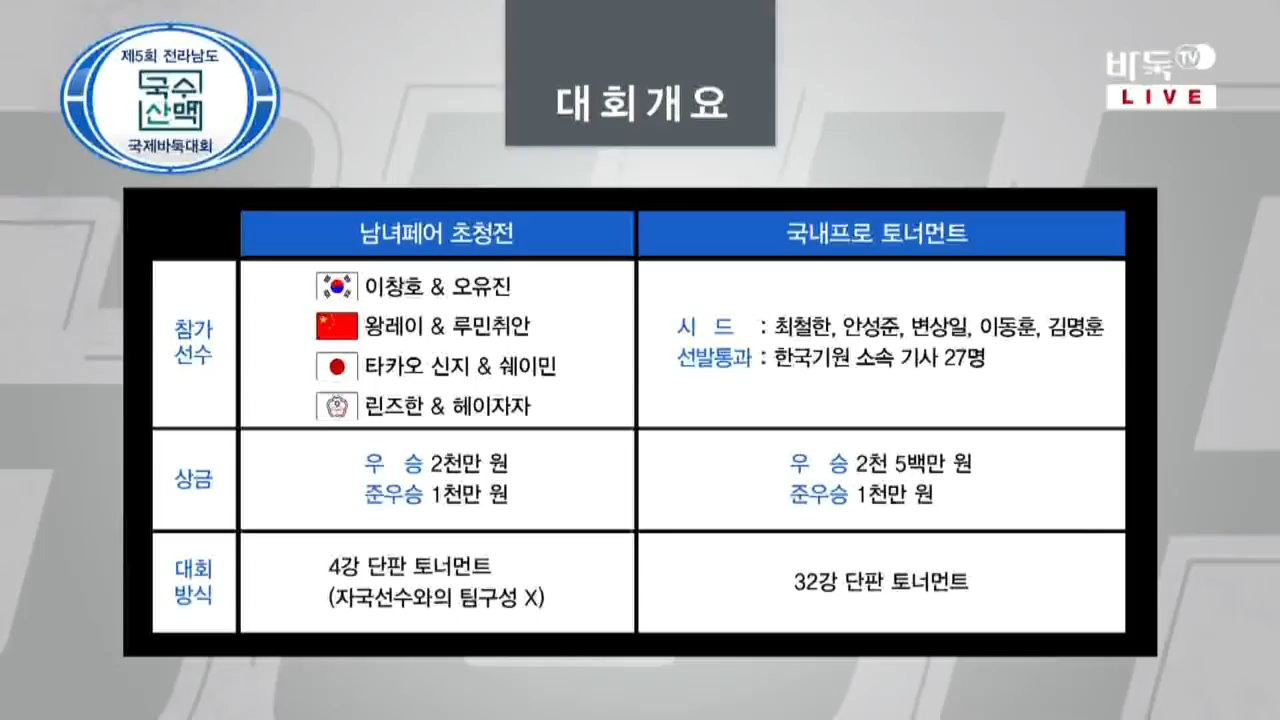 제5회 전라남도
국수
산맥
국제바둑대회
대회개요
바둑TV
LIVE
남녀페어 초청전
국내프로 토너먼트
참가
선수
이창호 & 오유진
왕레이 & 루민취안
타카오 신지 & 쉐이민
린즈한 & 헤이자자
시 드 : 최철한, 안성준, 변상일, 이동훈, 김명훈
선발통과 : 한국기원 소속 기사 27명
상금
우 승 2천만 원
준우승 1천만 원
우 승 2천 5백만 원
준우승 1천만 원
대회
방식
4강 단판 토너먼트
(자국선수와의 팀구성 X)
32강 단판 토너먼트